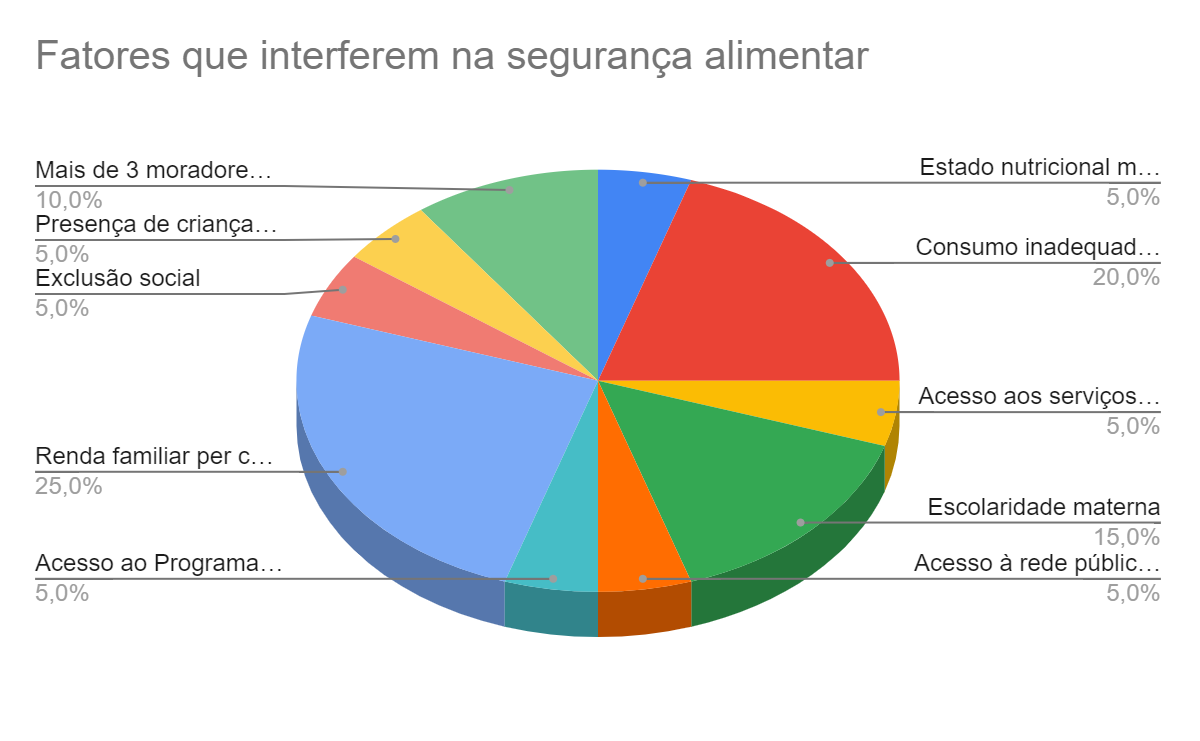 Fatores que interferem na segurança alimentar
Mais de 3 moradore…
10,0%
Presença de criança…
5,0%
Exclusão social
5,0%
Renda familiar per c…
25,0%
Acesso ao Programa…
5,0%
Estado nutricional m…
5,0%
Consumo inadequad…
20,0%
Acesso aos serviços…
5,0%
Escolaridade materna
15,0%
Acesso à rede públic…
5,0%